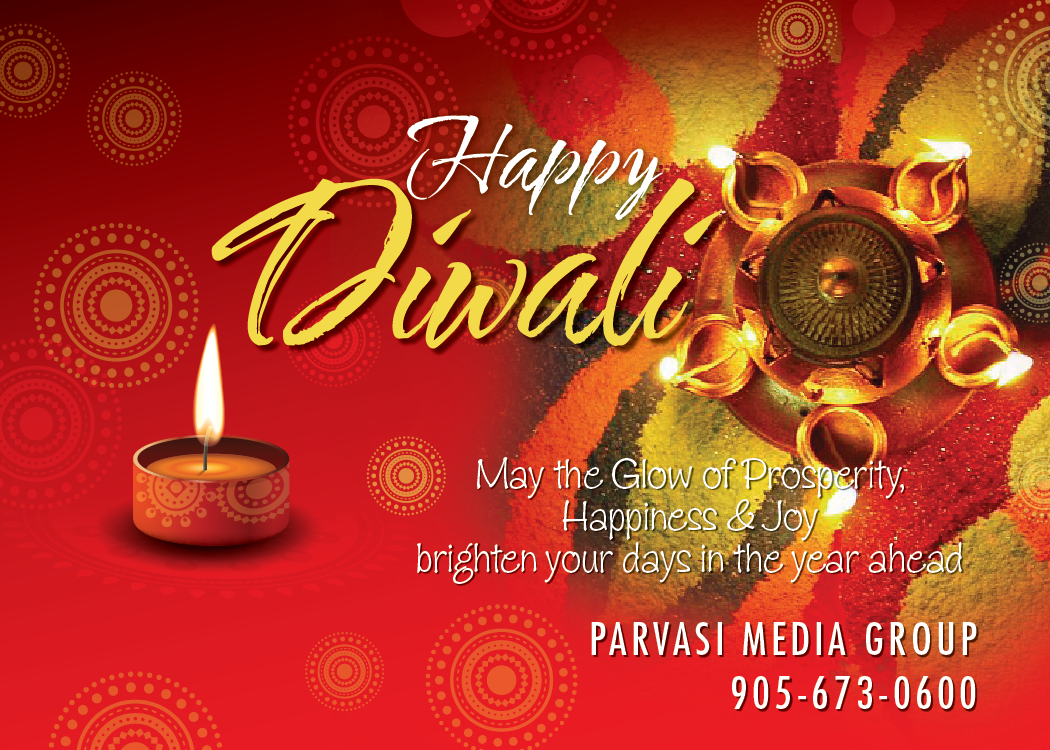 Happy
Diwali
May the Glow of Prosperity,
Happiness & Joy
brighten your days in the year ahead
PARVASI MEDIA GROUP
905-673-0600